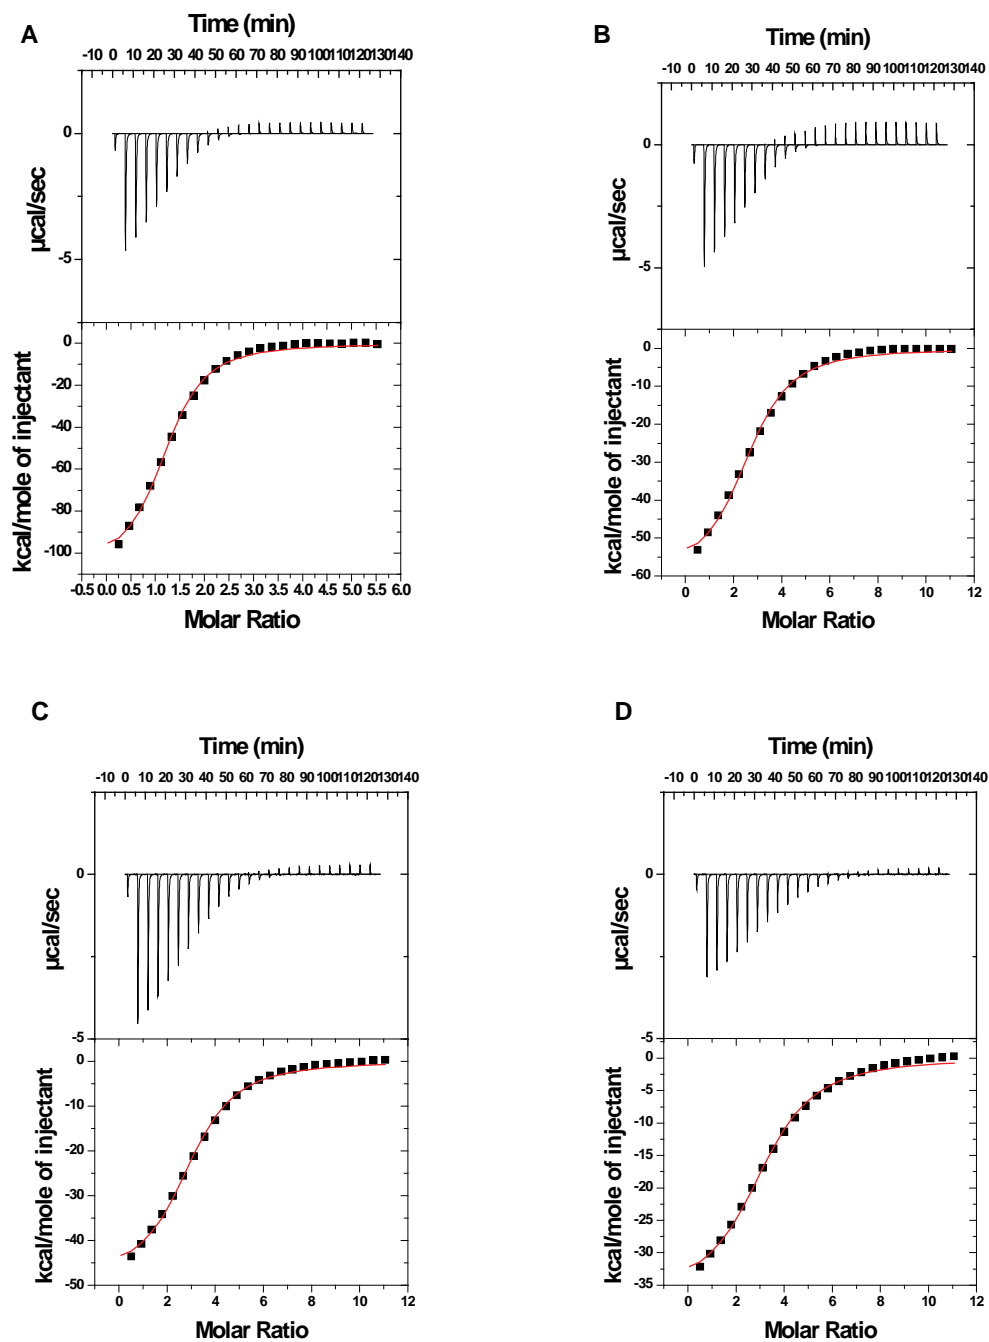 A
Time (min)
-10 0 10 20 30 40 50 60 70 80 90 100 110 120 130 140
0
-5
µcal/sec
0
-20
-40
-60
-80
-100
kcal/mole of injectant
-0.5 0.0 0.5 1.0 1.5 2.0 2.5 3.0 3.5 4.0 4.5 5.0 5.5 6.0
Molar Ratio
B
Time (min)
-10 0 10 20 30 40 50 60 70 80 90 100 110 120 130 140
0
-5
µcal/sec
0
-10
-20
-30
-40
-50
-60
kcal/mole of injectant
0 2 4 6 8 10 12
Molar Ratio
C
Time (min)
-10 0 10 20 30 40 50 60 70 80 90 100 110 120 130 140
0
-5
µcal/sec
0
-10
-20
-30
-40
-50
kcal/mole of injectant
0 2 4 6 8 10 12
Molar Ratio
D
Time (min)
-10 0 10 20 30 40 50 60 70 80 90 100 110 120 130 140
0
-5
µcal/sec
0
-5
-10
-15
-20
-25
-30
-35
kcal/mole of injectant
0 2 4 6 8 10 12
Molar Ratio